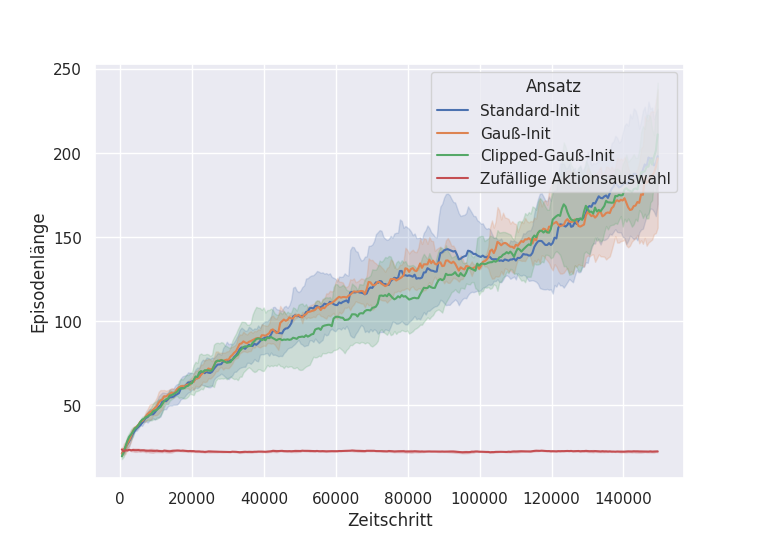 250
200
150
100
50
Episodenlänge
Ansatz
Standard-Init
Gauß-Init
Clipped-Gauß-Init
Zufällige Aktionsauswahl
0 20000 40000 60000 80000 100000 120000 140000
Zeitschritt